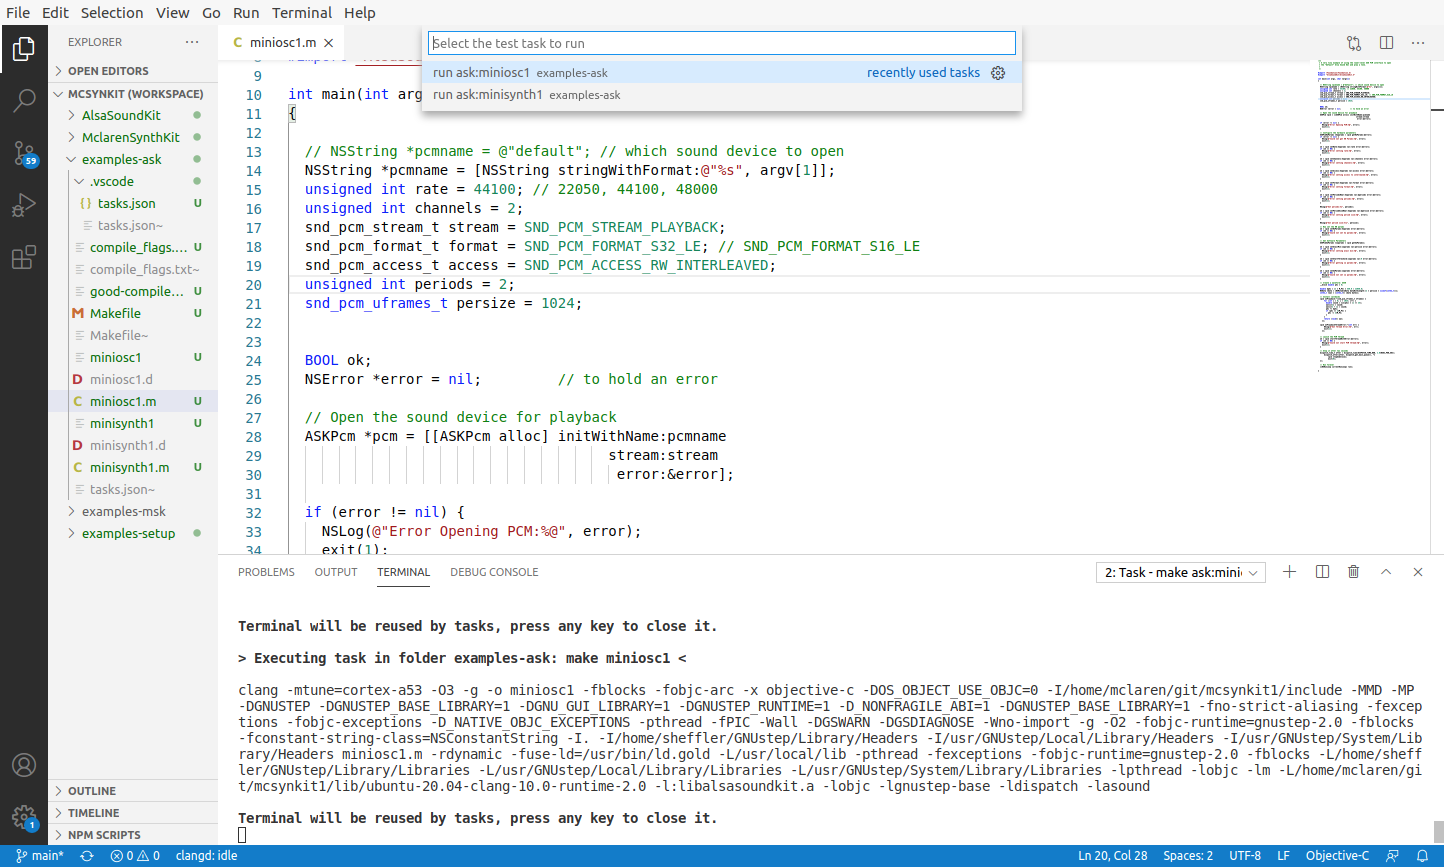 File Edit Selection View Go Run Terminal Help
EXPLORER
OPEN EDITORS
MCSYNKIT (WORKSPACE)
AlsaSoundKit
MclarenSynthKit
examples-ask
.vscode
{} tasks.json U
tasks.json~
compile_flags.... U
compile_flags.txt~
good-compile... U
M Makefile U
Makefile~
miniosc1 U
D miniosc1.d
C miniosc1.m U
minisynth1 U
D minisynth1.d
C minisynth1.m U
tasks.json~
examples-msk
examples-setup
OUTLINE
TIMELINE
NPM SCRIPTS
59
1
C miniosc1.m
Select the test task to run
run ask:miniosc1 examples-ask recently used tasks
run ask:minisynth1 examples-ask
9
10 int main(int arg
11 {
12
13 // NSString *pcmname = @"default"; // which sound device to open
14 NSString *pcmname = [NSString stringWithFormat:@"%s", argv[1]];
15 unsigned int rate = 44100; // 22050, 44100, 48000
16 unsigned int channels = 2;
17 snd_pcm_stream_t stream = SND_PCM_STREAM_PLAYBACK;
18 snd_pcm_format_t format = SND_PCM_FORMAT_S32_LE; // SND_PCM_FORMAT_S16_LE
19 snd_pcm_access_t access = SND_PCM_ACCESS_RW_INTERLEAVED;
20 unsigned int periods = 2;
21 snd_pcm_uframes_t persize = 1024;
22
23
24 BOOL ok;
25 NSError *error = nil; // to hold an error
26
27 // Open the sound device for playback
28 ASKPcm *pcm = [[ASKPcm alloc] initWithName:pcmname
29 stream:stream
30 error:&error];
31
32 if (error != nil) {
33 NSLog(@"Error Opening PCM:%@", error);
34 exit(1);
PROBLEMS OUTPUT TERMINAL DEBUG CONSOLE
2: Task - make ask:mini
Terminal will be reused by tasks, press any key to close it.
> Executing task in folder examples-ask: make miniosc1 <
clang -mtune=cortex-a53 -O3 -g -o miniosc1 -fblocks -fobjc-arc -x objective-c -DOS_OBJECT_USE_OBJC=0 -I/home/mclaren/git/mcsynkit1/include -MMD -MP
-DGNUSTEP -DGNUSTEP_BASE_LIBRARY=1 -DGNU_GUI_LIBRARY=1 -DGNUSTEP_RUNTIME=1 -D_NONFRAGILE_ABI=1 -DGNUSTEP_BASE_LIBRARY=1 -fno-strict-aliasing -fexcep
tions -fobjc-exceptions -D_NATIVE_OBJC_EXCEPTIONS -pthread -fPIC -Wall -DGSWARN -DGSDIAGNOSE -Wno-import -g -O2 -fobjc-runtime=gnustep-2.0 -fblocks
-fconstant-string-class=NSConstantString -I. -I/home/sheffler/GNUstep/Library/Headers -I/usr/GNUstep/Local/Library/Headers -I/usr/GNUstep/System/Lib
rary/Headers miniosc1.m -rdynamic -fuse-ld=/usr/bin/ld.gold -L/usr/local/lib -pthread -fexceptions -fobjc-runtime=gnustep-2.0 -fblocks -L/home/sheff
ler/GNUstep/Library/Libraries -L/usr/GNUstep/Local/Library/Libraries -L/usr/GNUstep/System/Library/Libraries -lpthread -lobjc -lm -L/home/mclaren/gi
t/mcsynkit1/lib/ubuntu-20.04-clang-10.0-runtime-2.0 -l:libalsasoundkit.a -lobjc -lgnustep-base -ldispatch -lasound
Terminal will be reused by tasks, press any key to close it.
main* 0 0 clangd: idle Ln 20, Col 28 Spaces: 2 UTF-8 LF Objective-C